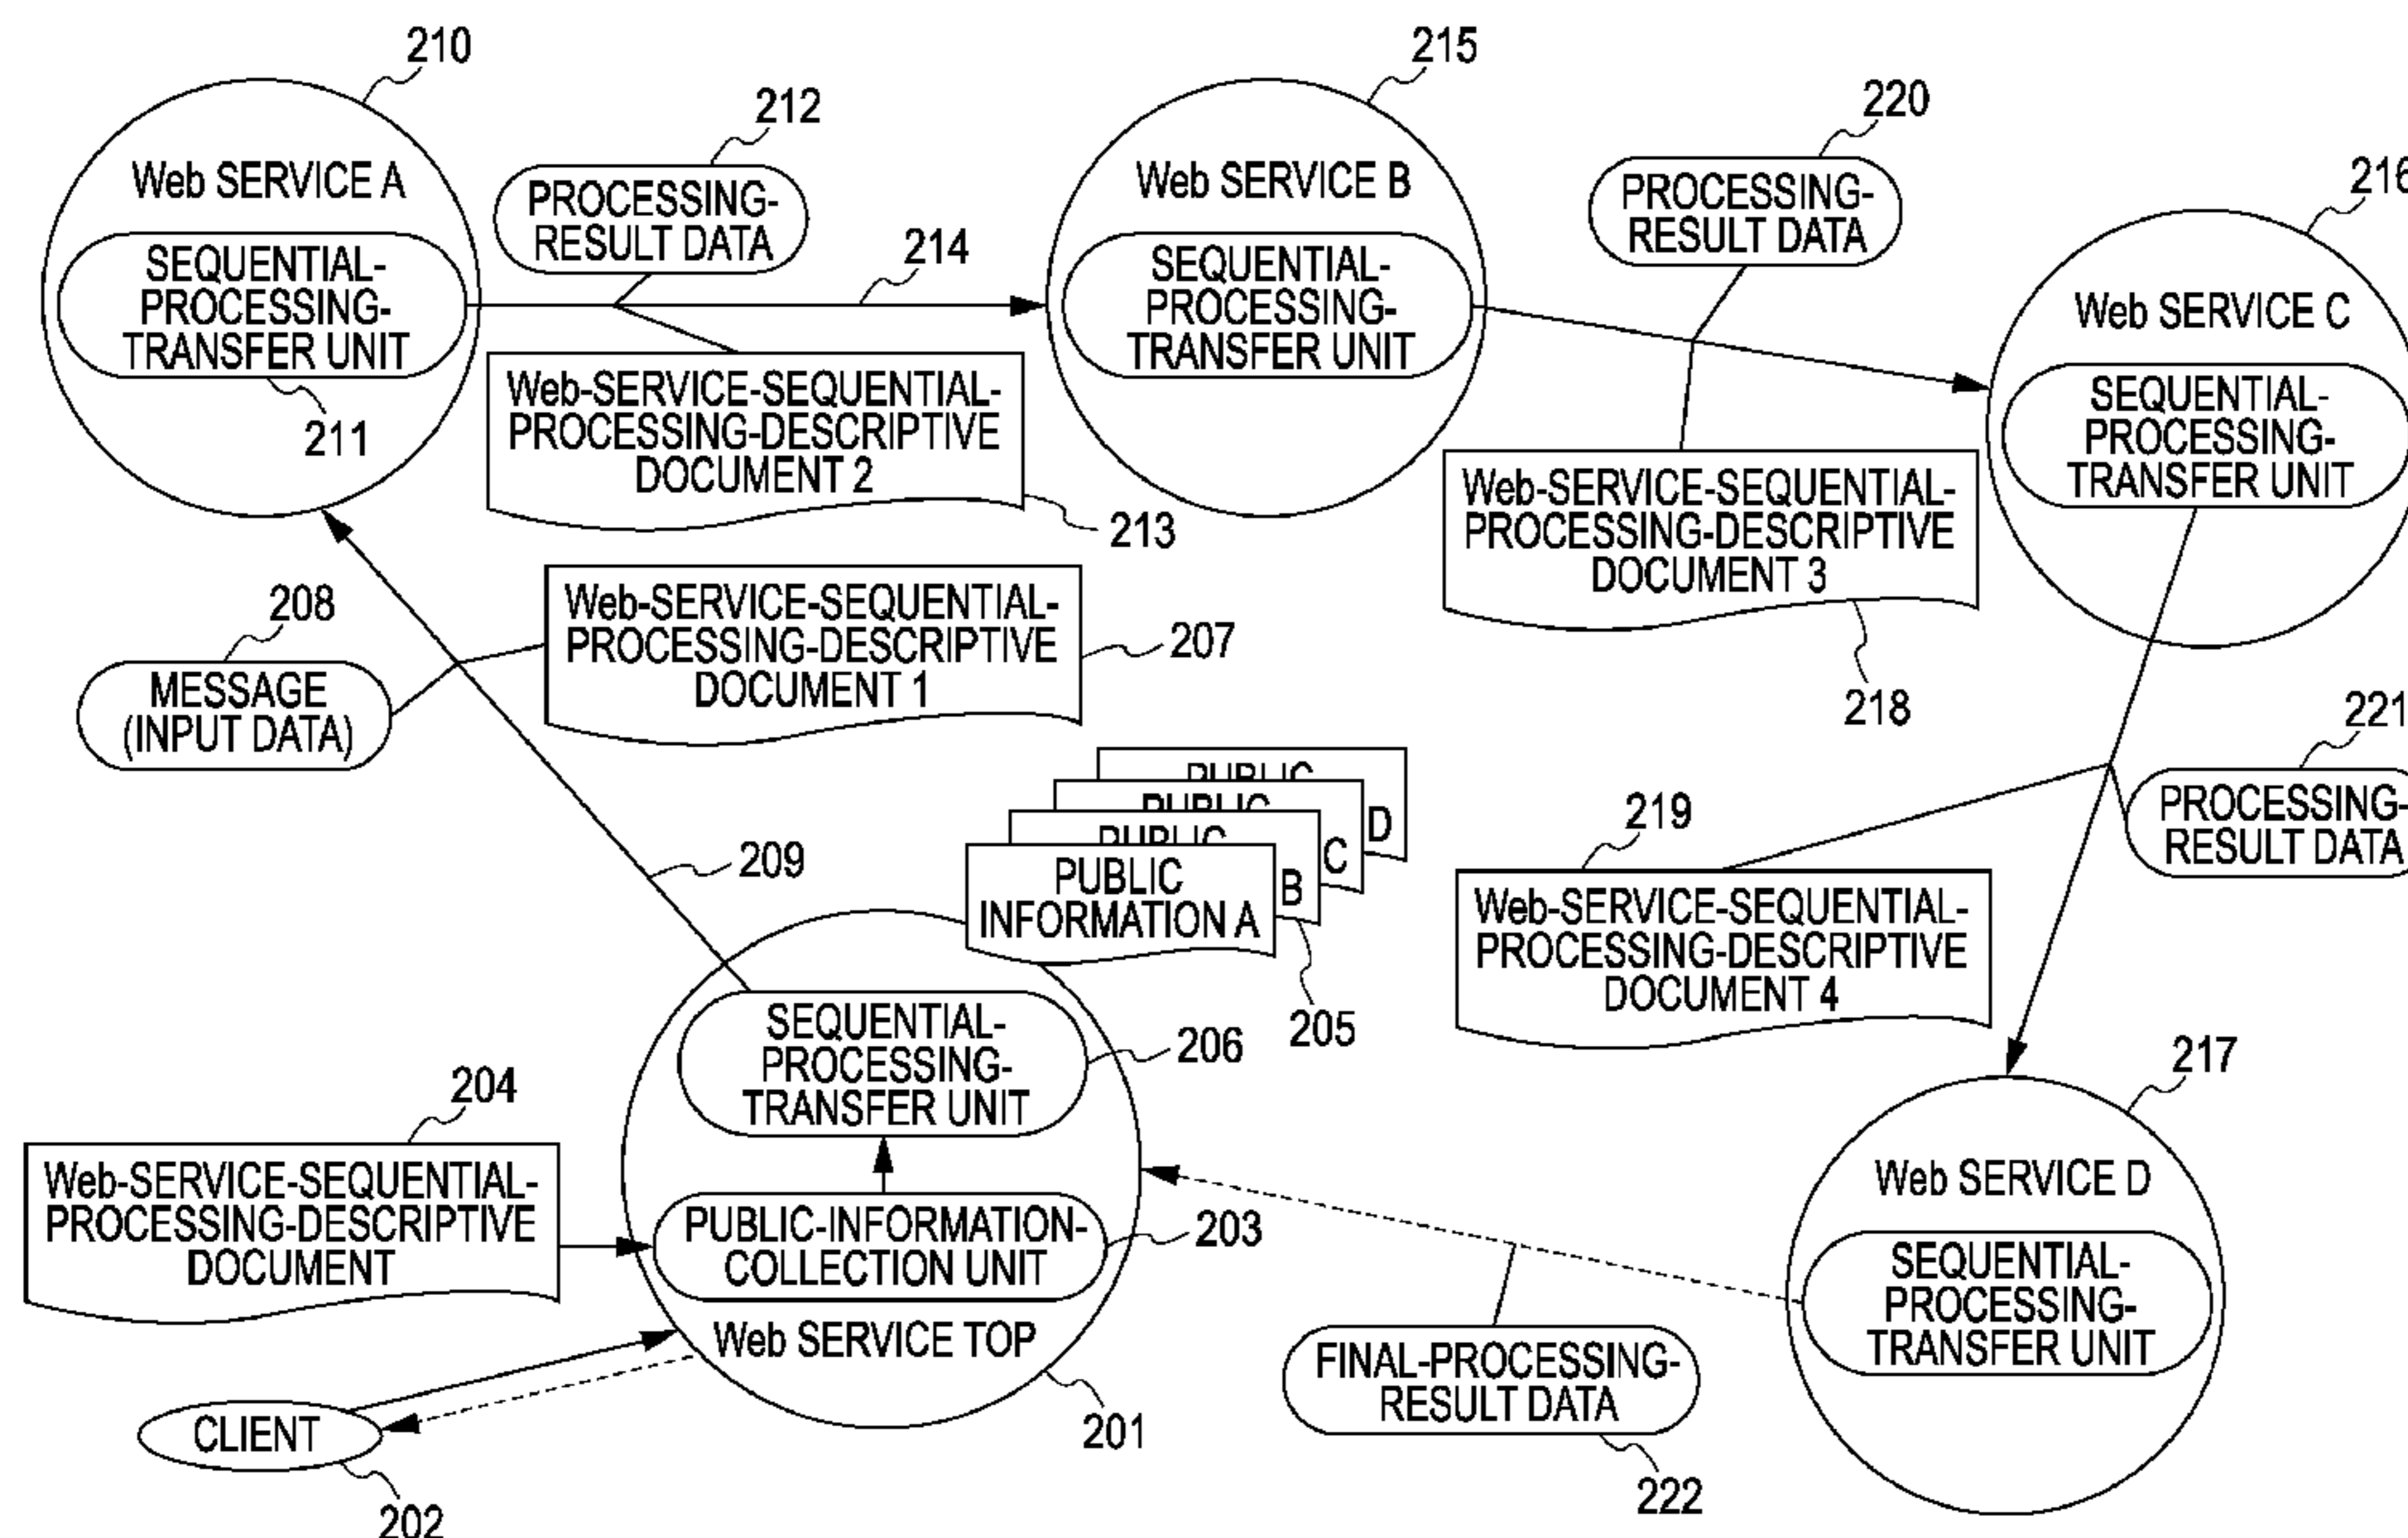 210
Web SERVICE A
SEQUENTIAL-
PROCESSING-
TRANSFER UNIT
211
212
PROCESSING-
RESULT DATA
214
Web-SERVICE-SEQUENTIAL-
PROCESSING-DESCRIPTIVE
DOCUMENT 2
213
215
Web SERVICE B
SEQUENTIAL-
PROCESSING-
TRANSFER UNIT
220
PROCESSING-
RESULT DATA
216
Web SERVICE C
SEQUENTIAL-
PROCESSING-
TRANSFER UNIT
Web-SERVICE-SEQUENTIAL-
PROCESSING-DESCRIPTIVE
DOCUMENT 3
218
208
MESSAGE
(INPUT DATA)
Web-SERVICE-SEQUENTIAL-
PROCESSING-DESCRIPTIVE
DOCUMENT 1
207
209
PUBLIC
D
PUBLIC
C
PUBLIC
B
PUBLIC
INFORMATION A
205
221
PROCESSING-
RESULT DATA
219
Web-SERVICE-SEQUENTIAL-
PROCESSING-DESCRIPTIVE
DOCUMENT 4
SEQUENTIAL-
PROCESSING-
TRANSFER UNIT
206
204
Web-SERVICE-SEQUENTIAL-
PROCESSING-DESCRIPTIVE
DOCUMENT
PUBLIC-INFORMATION-
COLLECTION UNIT
203
Web SERVICE TOP
201
CLIENT
202
217
Web SERVICE D
SEQUENTIAL-
PROCESSING-
TRANSFER UNIT
FINAL-PROCESSING-
RESULT DATA
222